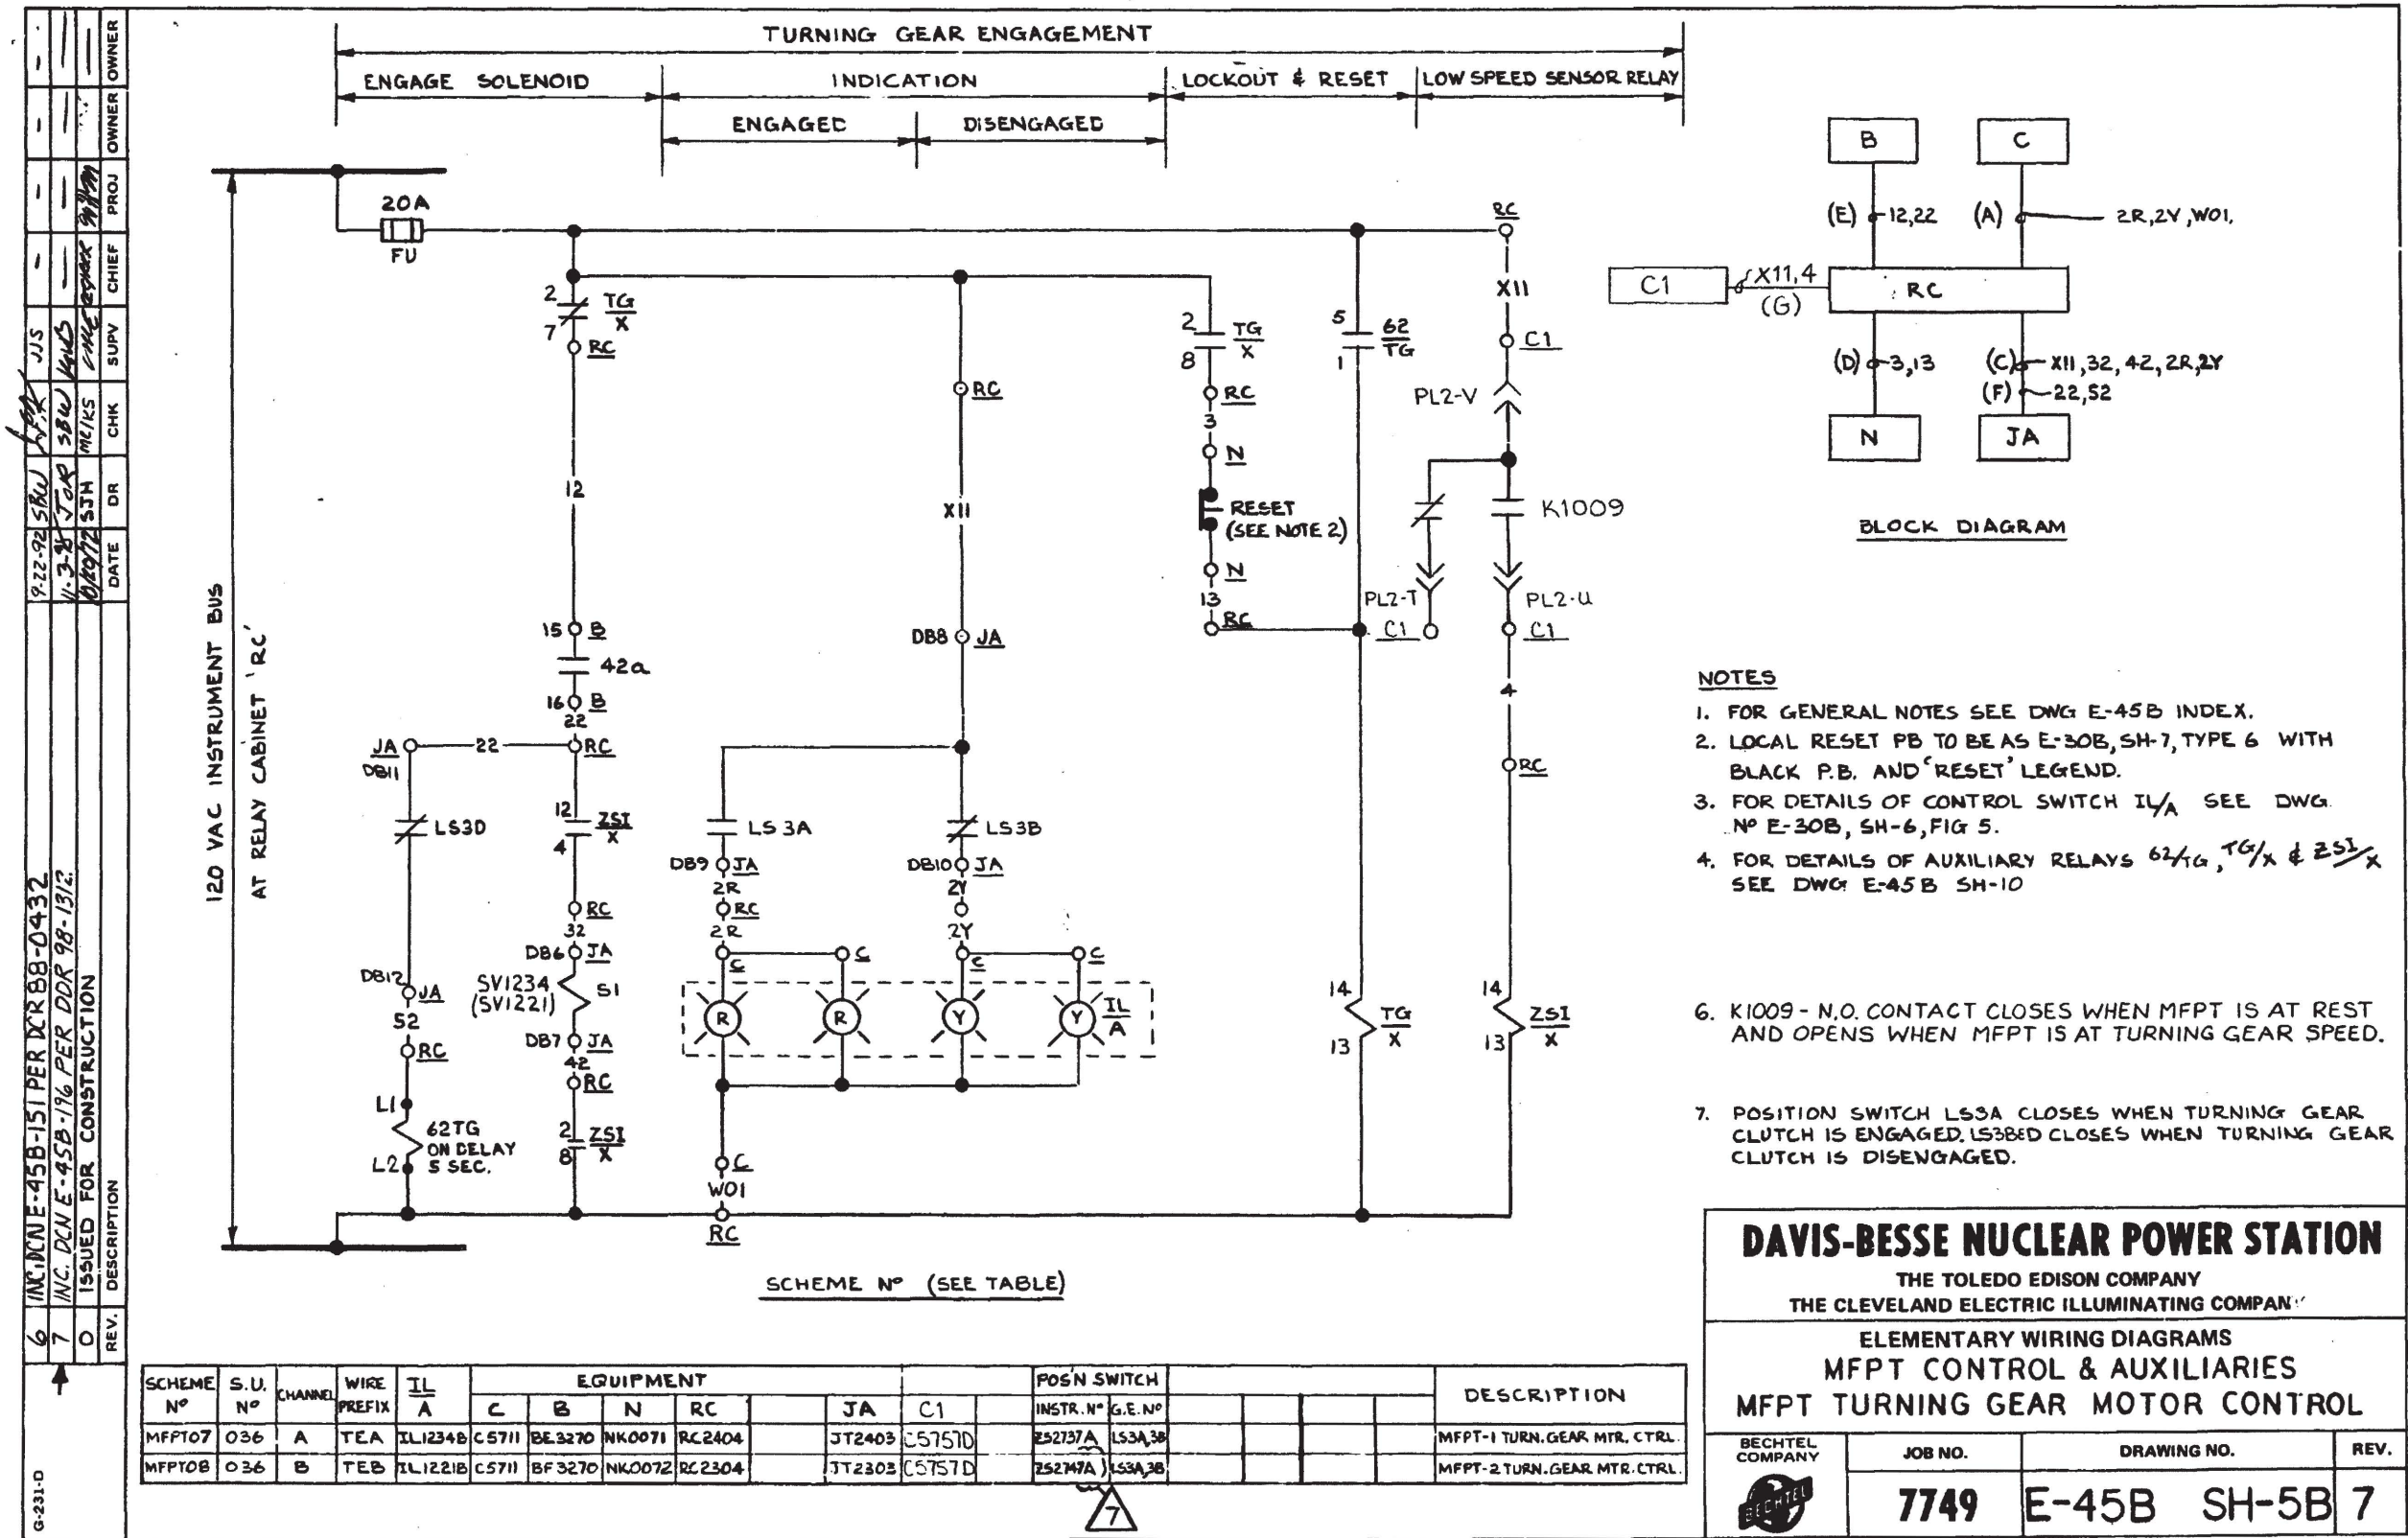 TURNING GEAR ENGAGEMENT
ENGAGE SOLENOID
INDICATION
LOCKOUT & RESET
LOW SPEED SENSOR RELAY
ENGAGED
DISENGAGED
120 VAC INSTRUMENT BUS
AT RELAY CABINET 'RC'
20A
FU
2
TG
X
7
RC
12
15 B
42a
16 B
22
JA
22
RC
DB11
LS3D
DB12
JA
52
RC
L1
62TG
ON DELAY
5 SEC.
L2
12
ZSI
X
4
RC
32
DB6 JA
SV1234
(SV1221)
S1
DB7 JA
42
RC
2
ZSI
X
8
RC
X11
DB8 JA
LS3A
LS3B
DB9 JA
DB10 JA
2R
2Y
RC
2R
2Y
C
C
C
C
R
R
Y
Y
IL
A
C
W01
RC
2
TG
X
8
RC
3
N
RESET
(SEE NOTE 2)
N
13
RC
5
62
TG
1
14
TG
X
13
RC
X11
C1
PL2-V
K1009
PL2-T
PL2-U
C1
C1
4
RC
14
ZSI
X
13
SCHEME Nº (SEE TABLE)
B
C
(E) 12,22
(A) 2R,2Y,W01.
C1
X11,4
(G)
RC
(D) 3,13
(C) X11,32,42,2R,2Y
(F) 22,52
N
JA
BLOCK DIAGRAM
NOTES
1. FOR GENERAL NOTES SEE DWG E-45B INDEX.
2. LOCAL RESET PB TO BE AS E-30B, SH-7, TYPE 6 WITH
BLACK P.B. AND 'RESET' LEGEND.
3. FOR DETAILS OF CONTROL SWITCH IL/A SEE DWG.
Nº E-30B, SH-6, FIG 5.
4. FOR DETAILS OF AUXILIARY RELAYS 62/TG, TG/X & ZSI/X
SEE DWG E-45B SH-10
6. K1009 - N.O. CONTACT CLOSES WHEN MFPT IS AT REST
AND OPENS WHEN MFPT IS AT TURNING GEAR SPEED.
7. POSITION SWITCH LS3A CLOSES WHEN TURNING GEAR
CLUTCH IS ENGAGED. LS3B&D CLOSES WHEN TURNING GEAR
CLUTCH IS DISENGAGED.
DAVIS-BESSE NUCLEAR POWER STATION
THE TOLEDO EDISON COMPANY
THE CLEVELAND ELECTRIC ILLUMINATING COMPAN
ELEMENTARY WIRING DIAGRAMS
MFPT CONTROL & AUXILIARIES
MFPT TURNING GEAR MOTOR CONTROL
BECHTEL COMPANY
BECHTEL
JOB NO.
DRAWING NO.
REV.
7749
E-45B SH-5B
7
SCHEME Nº
S.U. Nº
CHANNEL
WIRE PREFIX
IL
A
EQUIPMENT
C B N RC JA C1
POS'N SWITCH
INSTR. Nº G.E. Nº
DESCRIPTION
MFPT07 036 A TEA IL1234B C5711 BE3270 NK0071 RC2404 JT2403 C5757D ZS2737A LS3A,3B MFPT-1 TURN. GEAR MTR. CTRL.
MFPT08 036 B TEB IL1221B C5711 BF3270 NK0072 RC2304 JT2303 C5757D ZS2747A LS3A,3B MFPT-2 TURN. GEAR MTR. CTRL.
7
6 INC. DCN E-45B-151 PER DCR 88-0432 9-22-92 SBW JJS
7 INC. DCN E-45B-196 PER DDR 98-1312. SBW
0 ISSUED FOR CONSTRUCTION SJH
REV. DESCRIPTION DATE DR CHK SUPV CHIEF PROJ OWNER OWNER
G-231-D